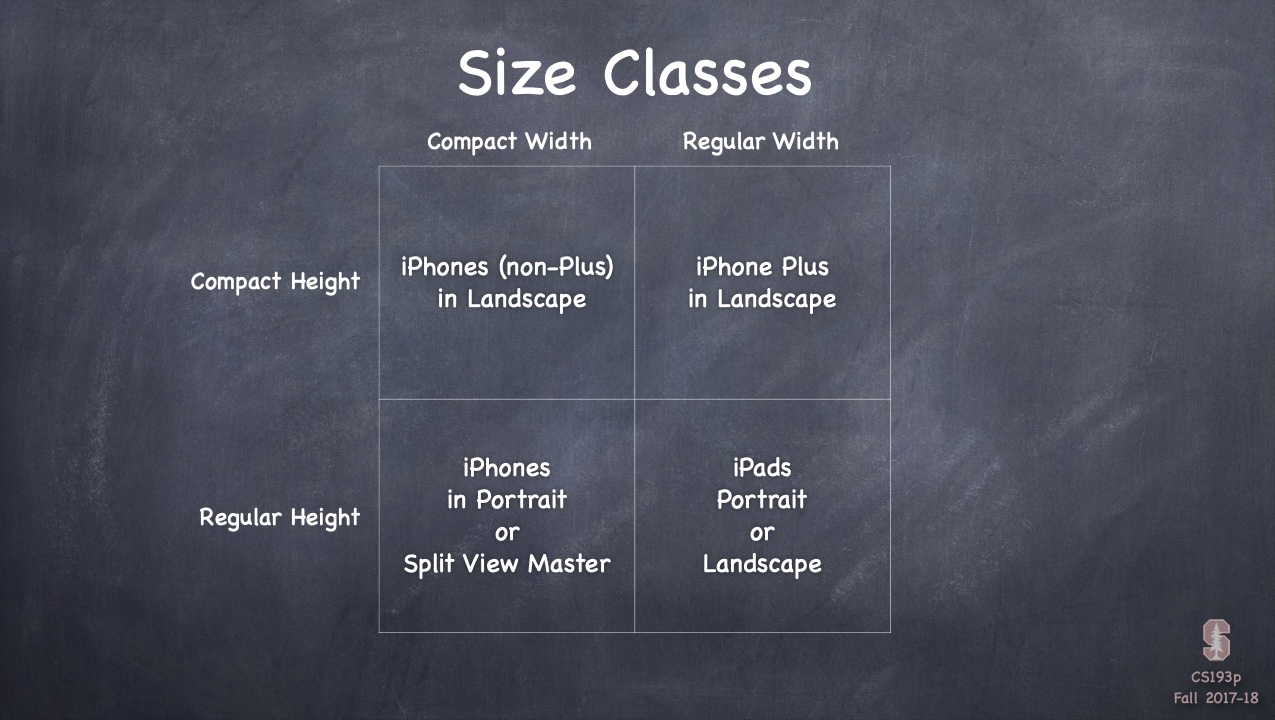 Size Classes
Compact Width
Regular Width
Compact Height
iPhones (non-Plus)
in Landscape
iPhone Plus
in Landscape
Regular Height
iPhones
in Portrait
or
Split View Master
iPads
Portrait
or
Landscape
S
CS193p
Fall 2017-18